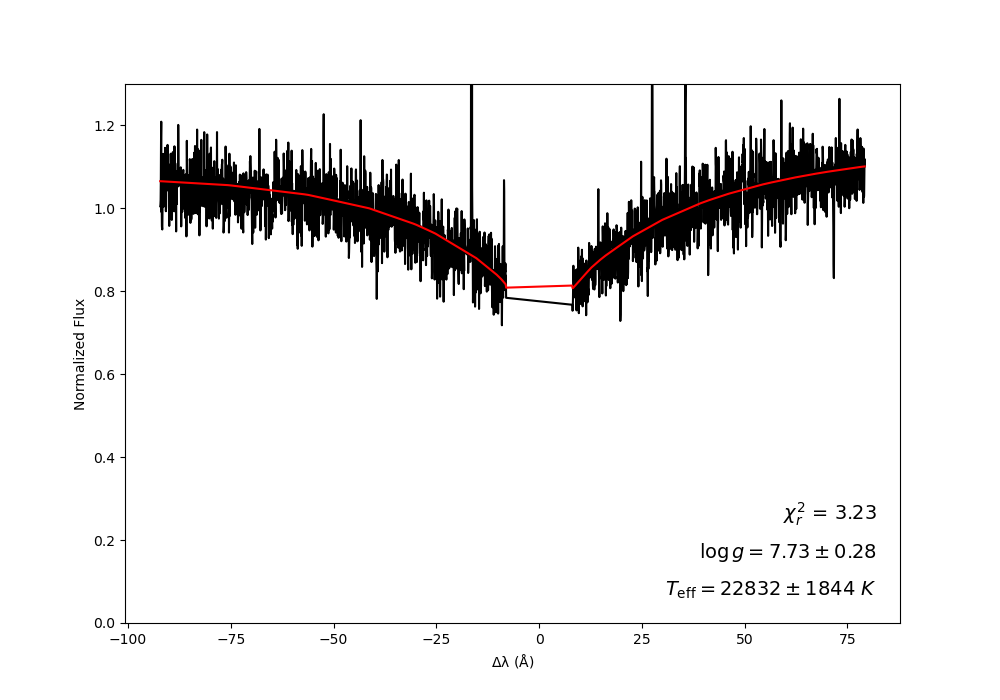 1.2
1.0
0.8
0.6
0.4
0.2
0.0
Normalized Flux
χ²ᵣ = 3.23
log g = 7.73 ± 0.28
T_eff = 22832 ± 1844 K
−100 −75 −50 −25 0 25 50 75
Δλ (Å)